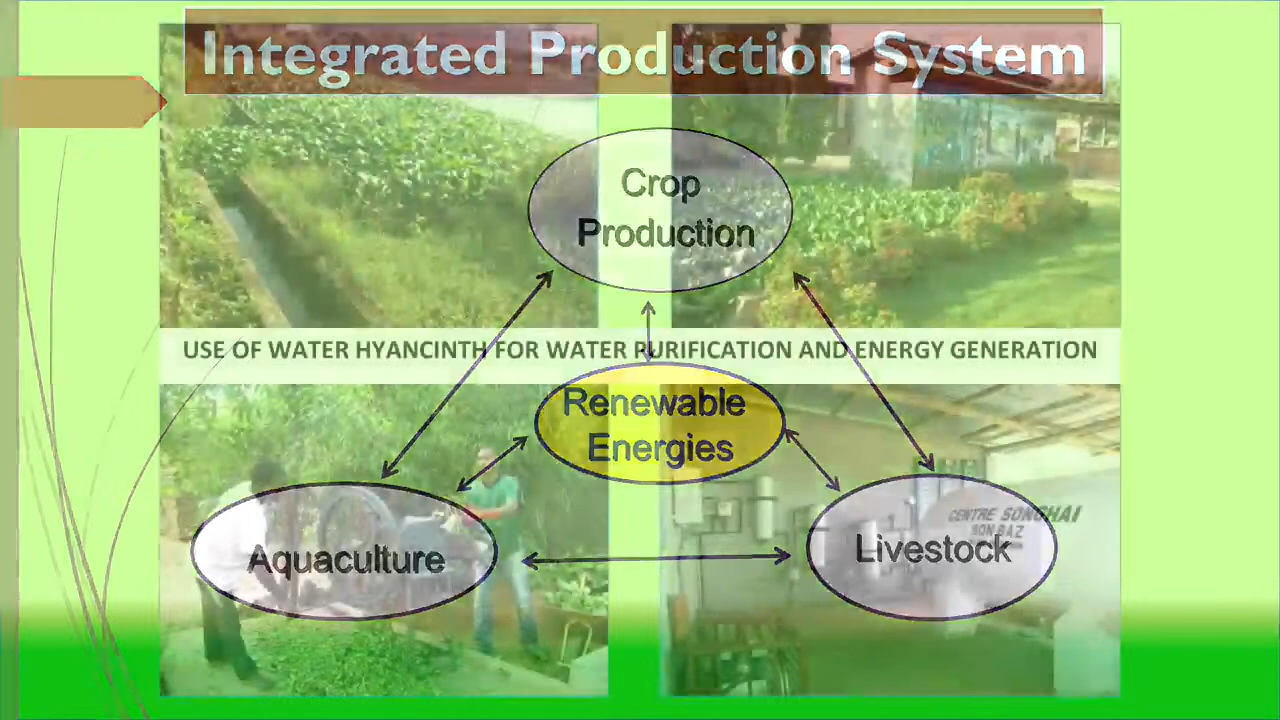 Integrated Production System
Crop
Production
USE OF WATER HYANCINTH FOR WATER PURIFICATION AND ENERGY GENERATION
Renewable
Energies
Aquaculture
Livestock
CENTRE SONGHAI